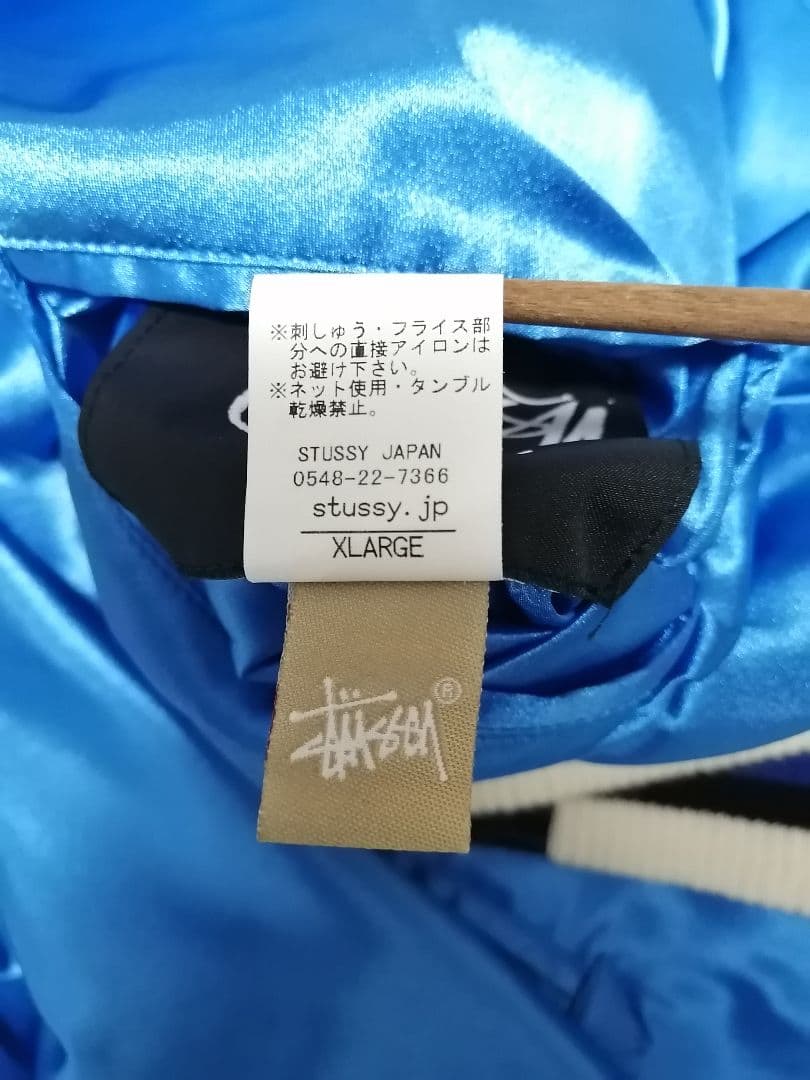 ※刺しゅう・フライス部
分への直接アイロンは
お避け下さい。
※ネット使用・タンブル
乾燥禁止。
STUSSY JAPAN
0548-22-7366
stussy.jp
XLARGE
Stüssy ®